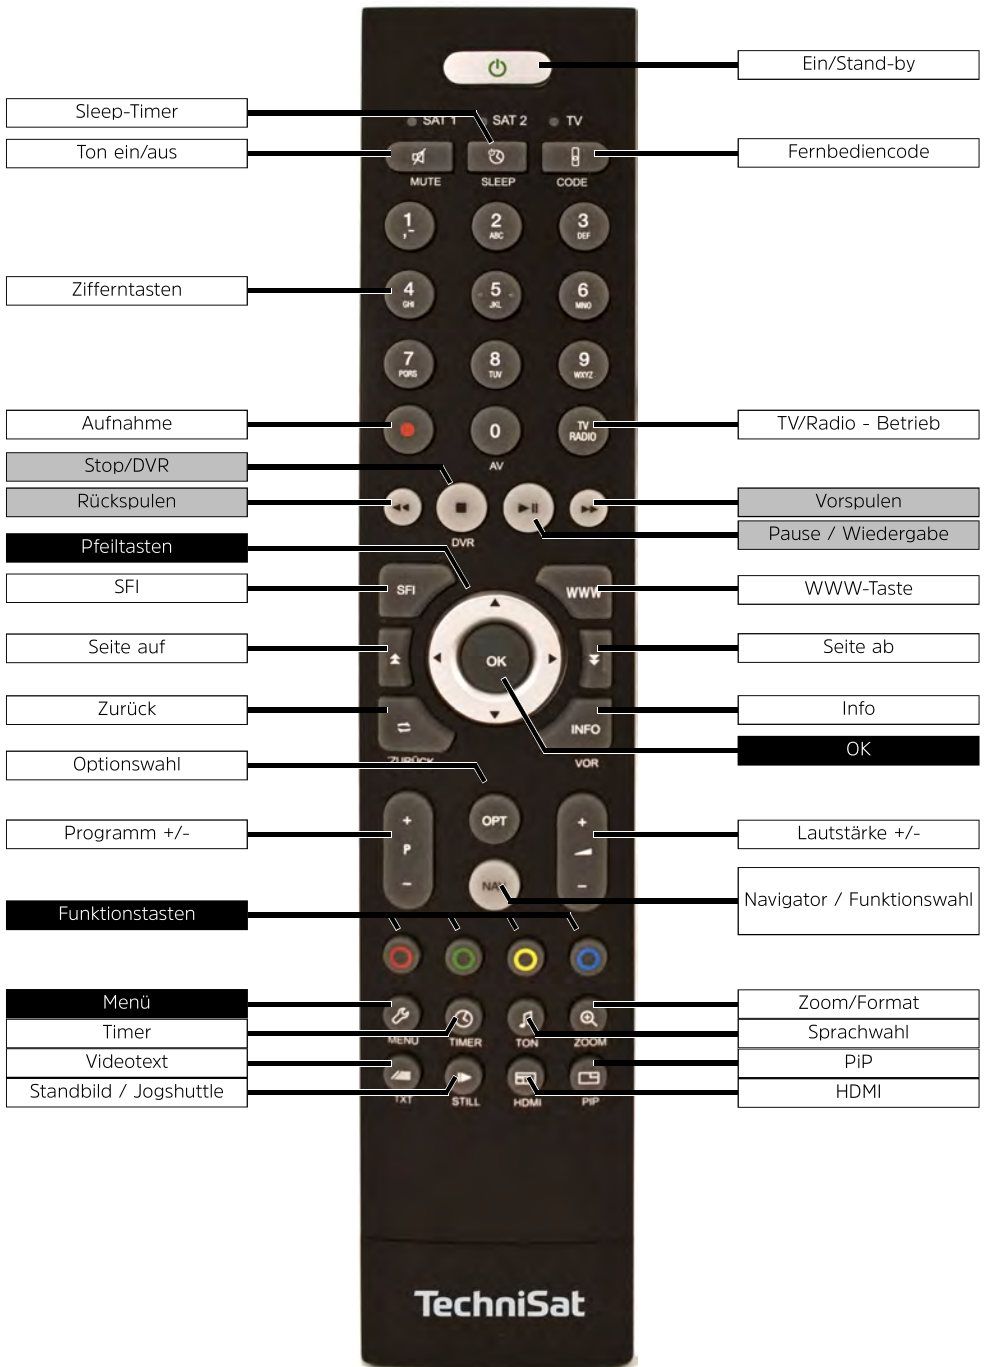 Ein/Stand-by
Sleep-Timer
SAT 1 SAT 2 TV
Ton ein/aus
Fernbediencode
MUTE SLEEP CODE
1 2 3
,- ABC DEF
Zifferntasten
4 5 6
GHI JKL MNO
7 8 9
PQRS TUV WXYZ
Aufnahme
0
TV
RADIO
TV/Radio - Betrieb
AV
Stop/DVR
Rückspulen
Vorspulen
Pause / Wiedergabe
DVR
Pfeiltasten
SFI
SFI
WWW
WWW-Taste
Seite auf
OK
Seite ab
Zurück
INFO
Info
ZURÜCK
VOR
OK
Optionswahl
Programm +/-
+
P
-
OPT
+
-
Lautstärke +/-
NAV
Navigator / Funktionswahl
Funktionstasten
Menü
Zoom/Format
Timer
Sprachwahl
MENU TIMER TON ZOOM
Videotext
PiP
Standbild / Jogshuttle
HDMI
TXT STILL HDMI PIP
TechniSat